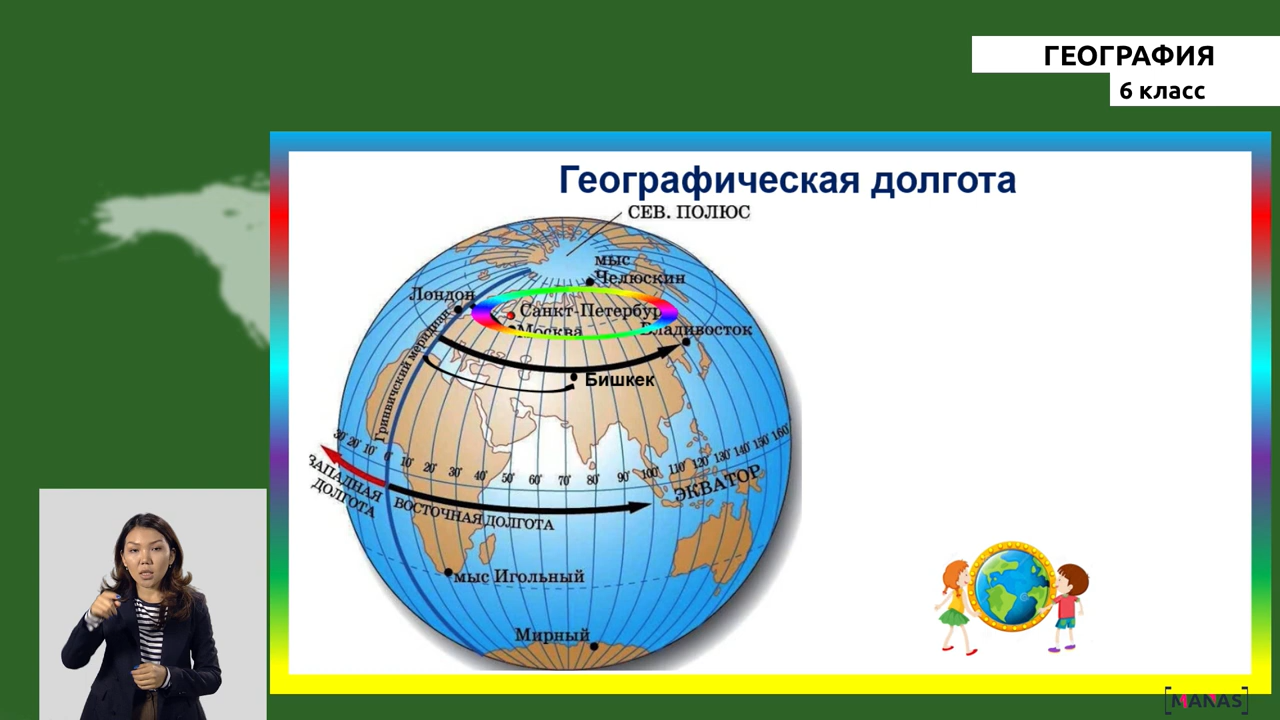 ГЕОГРАФИЯ
6 класс
Географическая долгота
СЕВ. ПОЛЮС
мыс
Челюскин
Лондон
Санкт-Петербур
Москва
Владивосток
Гринвичский меридиан
Бишкек
30° 20° 10° 0° 10° 20° 30° 40° 50° 60° 70° 80° 90° 100° 110° 120° 130° 140° 150° 160°
ЗАПАДНАЯ
ДОЛГОТА
ВОСТОЧНАЯ ДОЛГОТА
ЭКВАТОР
мыс Игольный
Мирный
[MANAS]